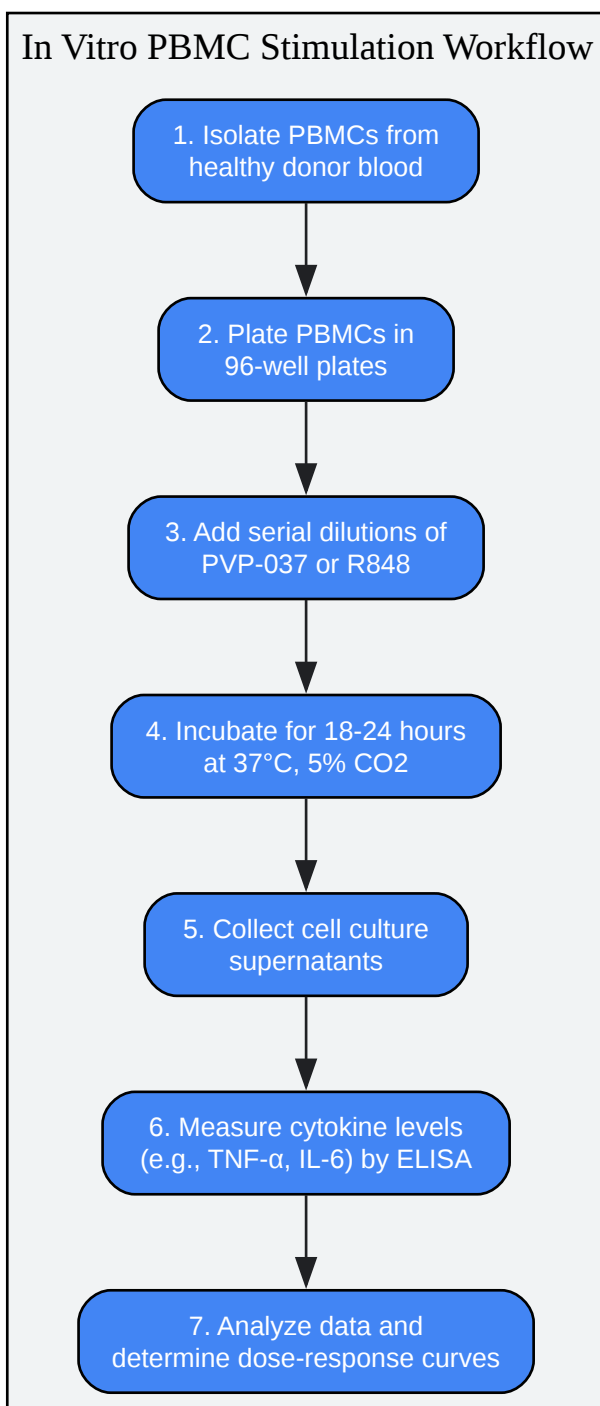 In Vitro PBMC Stimulation Workflow
1. Isolate PBMCs from
healthy donor blood
2. Plate PBMCs in
96-well plates
3. Add serial dilutions of
PVP-037 or R848
4. Incubate for 18-24 hours
at 37°C, 5% CO2
5. Collect cell culture
supernatants
6. Measure cytokine levels
(e.g., TNF-α, IL-6) by ELISA
7. Analyze data and
determine dose-response curves